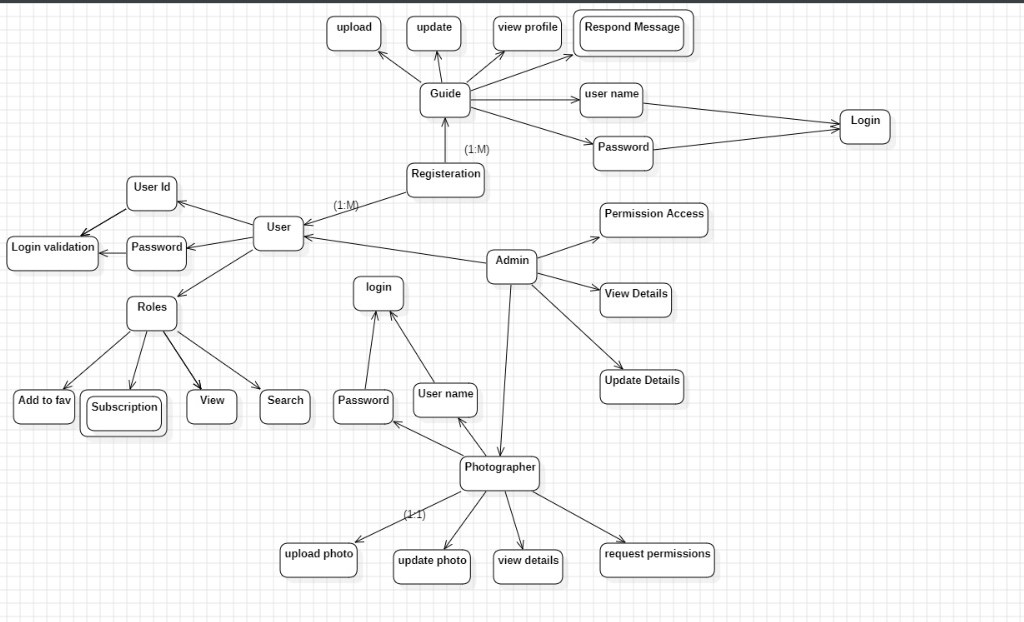 upload
update
view profile
Respond Message
Guide
user name
Login
Password
(1:M)
Registeration
User Id
(1:M)
Permission Access
User
Login validation
Password
Admin
login
View Details
Roles
Update Details
Add to fav
Subscription
View
Search
Password
User name
Photographer
(1:1)
upload photo
update photo
view details
request permissions